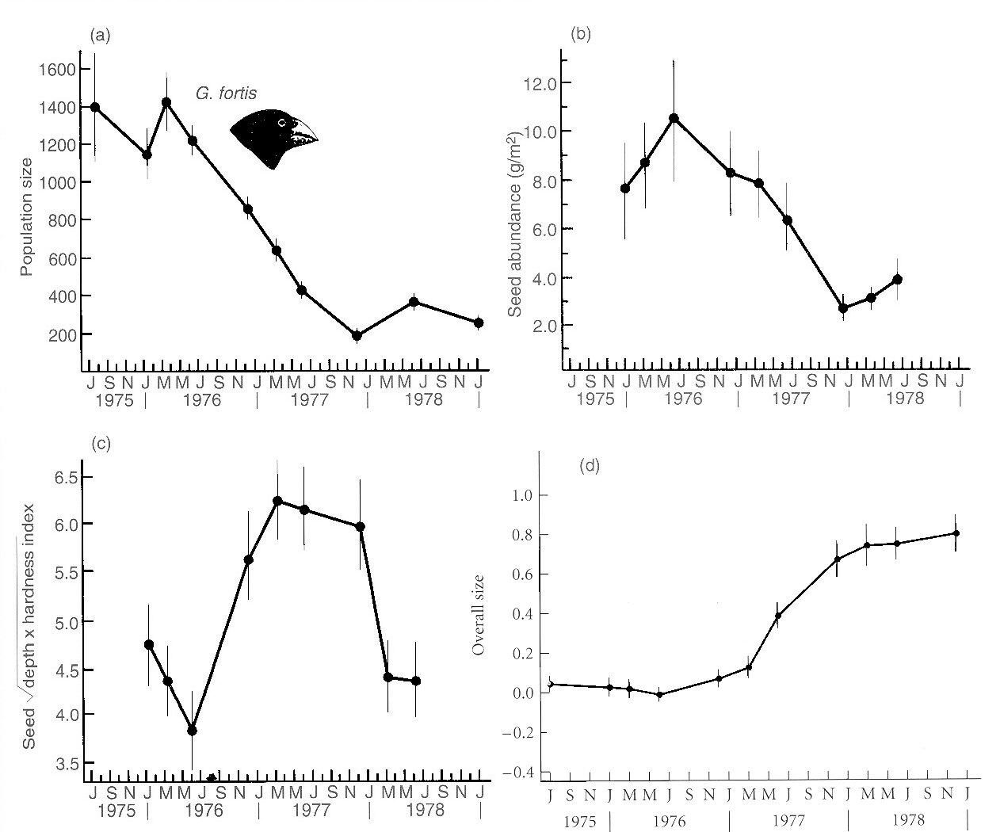 (a)
G. fortis
Population size
1600
1400
1200
1000
800
600
400
200
J S N J M M J S N J M M J S N J M M J S N J
1975 | 1976 | 1977 | 1978 |
(b)
Seed abundance (g/m²)
12.0
10.0
8.0
6.0
4.0
2.0
J S N J M M J S N J M M J S N J M M J S N J
1975 | 1976 | 1977 | 1978 |
(c)
Seed √depth x hardness index
6.5
6.0
5.5
5.0
4.5
4.0
3.5
J S N J M M J S N J M M J S N J M M J S N J
1975 | 1976 | 1977 | 1978 |
(d)
Overall size
1.0
0.8
0.6
0.4
0.2
0.0
−0.2
−0.4
J S N J M M J S N J M M J S N J M M J S N J
1975 | 1976 | 1977 | 1978 |